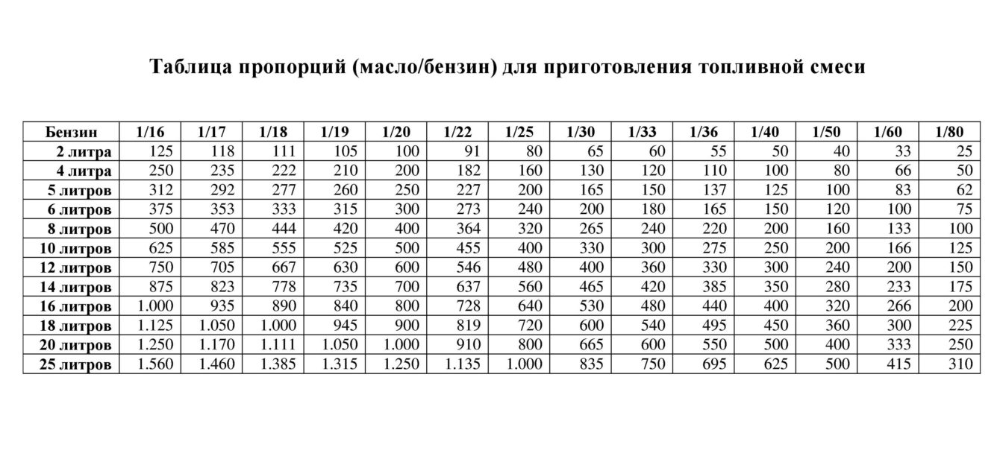 Таблица пропорций (масло/бензин) для приготовления топливной смеси
Бензин 1/16 1/17 1/18 1/19 1/20 1/22 1/25 1/30 1/33 1/36 1/40 1/50 1/60 1/80
2 литра 125 118 111 105 100 91 80 65 60 55 50 40 33 25
4 литра 250 235 222 210 200 182 160 130 120 110 100 80 66 50
5 литров 312 292 277 260 250 227 200 165 150 137 125 100 83 62
6 литров 375 353 333 315 300 273 240 200 180 165 150 120 100 75
8 литров 500 470 444 420 400 364 320 265 240 220 200 160 133 100
10 литров 625 585 555 525 500 455 400 330 300 275 250 200 166 125
12 литров 750 705 667 630 600 546 480 400 360 330 300 240 200 150
14 литров 875 823 778 735 700 637 560 465 420 385 350 280 233 175
16 литров 1.000 935 890 840 800 728 640 530 480 440 400 320 266 200
18 литров 1.125 1.050 1.000 945 900 819 720 600 540 495 450 360 300 225
20 литров 1.250 1.170 1.111 1.050 1.000 910 800 665 600 550 500 400 333 250
25 литров 1.560 1.460 1.385 1.315 1.250 1.135 1.000 835 750 695 625 500 415 310